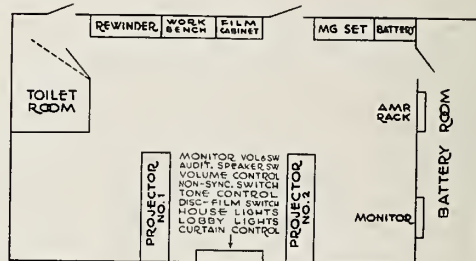 REWINDER
WORK
BENCH
FILM
CABINET
MG SET
BATTERY
TOILET
ROOM
AMR
RACK
BATTERY ROOM
MONITOR
PROJECTOR
NO. 1
MONITOR VOL&SW
AUDIT. SPEAKER SW
VOLUME CONTROL
NON-SYNC. SWITCH
TONE CONTROL
DISC-FILM SWITCH
HOUSE LIGHTS
LOBBY LIGHTS
CURTAIN CONTROL
PROJECTOR
NO. 2